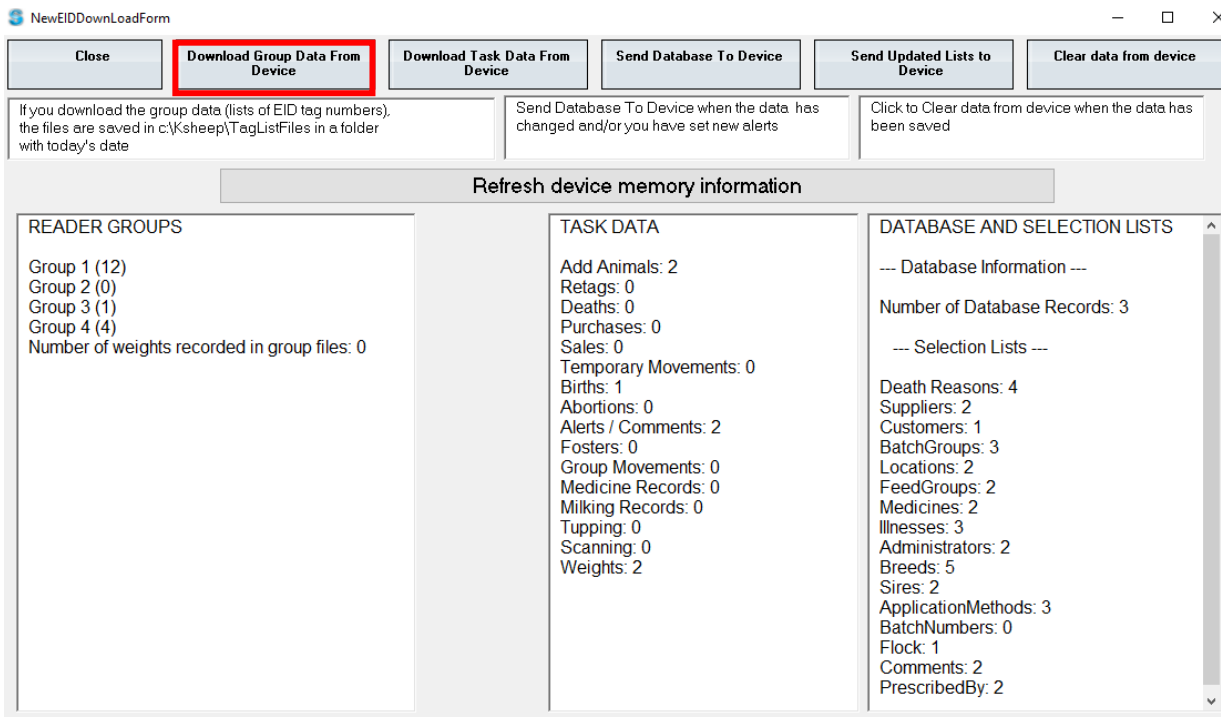 NewEIDDownLoadForm
Close
Download Group Data From
Device
Download Task Data From
Device
Send Database To Device
Send Updated Lists to
Device
Clear data from device
If you download the group data (lists of EID tag numbers),
the files are saved in c:\Ksheep\TagListFiles in a folder
with today's date
Send Database To Device when the data has
changed and/or you have set new alerts
Click to Clear data from device when the data has
been saved
Refresh device memory information
READER GROUPS
Group 1 (12)
Group 2 (0)
Group 3 (1)
Group 4 (4)
Number of weights recorded in group files: 0
TASK DATA
Add Animals: 2
Retags: 0
Deaths: 0
Purchases: 0
Sales: 0
Temporary Movements: 0
Births: 1
Abortions: 0
Alerts / Comments: 2
Fosters: 0
Group Movements: 0
Medicine Records: 0
Milking Records: 0
Tupping: 0
Scanning: 0
Weights: 2
DATABASE AND SELECTION LISTS
--- Database Information ---
Number of Database Records: 3
--- Selection Lists ---
Death Reasons: 4
Suppliers: 2
Customers: 1
BatchGroups: 3
Locations: 2
FeedGroups: 2
Medicines: 2
Illnesses: 3
Administrators: 2
Breeds: 5
Sires: 2
ApplicationMethods: 3
BatchNumbers: 0
Flock: 1
Comments: 2
PrescribedBy: 2